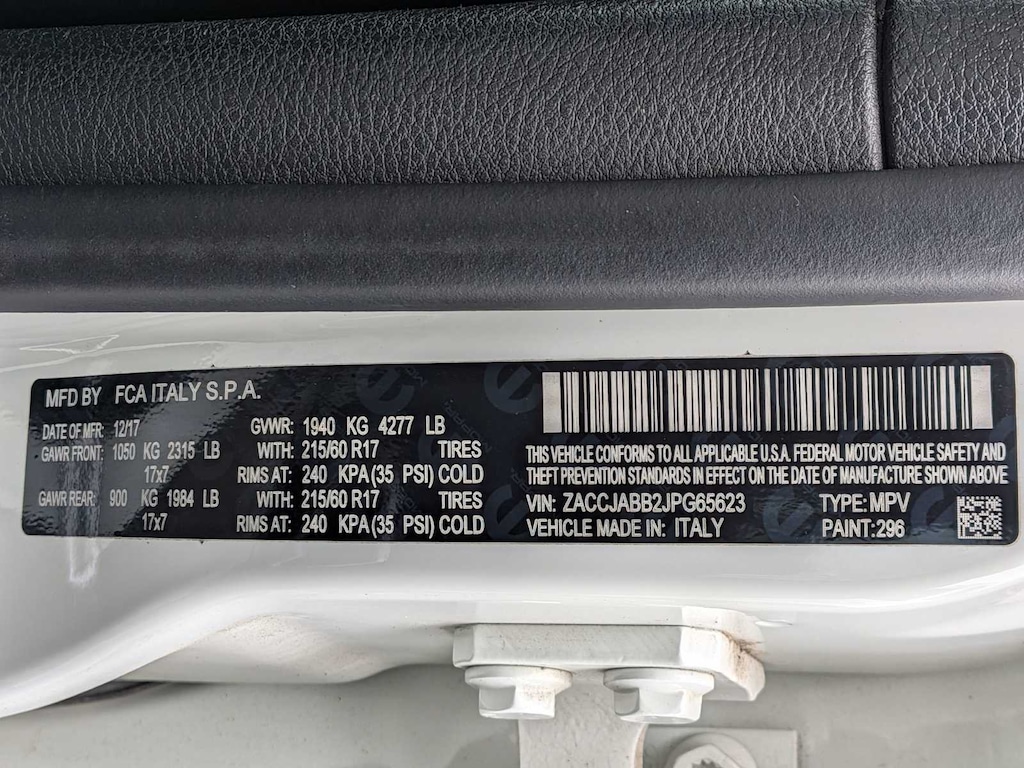 MFD BY FCA ITALY S.P.A.
DATE OF MFR: 12/17 GVWR: 1940 KG 4277 LB
GAWR FRONT: 1050 KG 2315 LB WITH: 215/60 R17 TIRES
17x7 RIMS AT: 240 KPA(35 PSI) COLD
GAWR REAR: 900 KG 1984 LB WITH: 215/60 R17 TIRES
17x7 RIMS AT: 240 KPA(35 PSI) COLD
THIS VEHICLE CONFORMS TO ALL APPLICABLE U.S.A. FEDERAL MOTOR VEHICLE SAFETY AND
THEFT PREVENTION STANDARDS IN EFFECT ON THE DATE OF MANUFACTURE SHOWN ABOVE
VIN: ZACCJABB2JPG65623 TYPE: MPV
VEHICLE MADE IN: ITALY PAINT:296